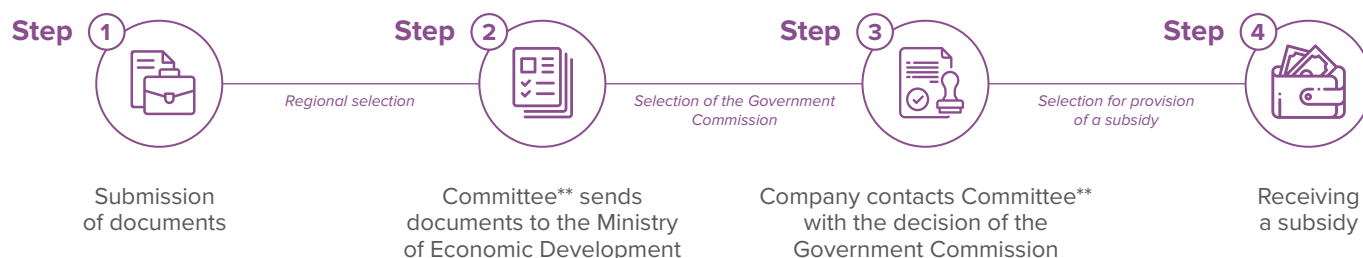 Step 1
Step 2
Step 3
Step 4
Regional selection
Selection of the Government
Commission
Selection for provision
of a subsidy
Submission
of documents
Committee** sends
documents to the Ministry
of Economic Development
Company contacts Committee**
with the decision of the
Government Commission
Receiving
a subsidy